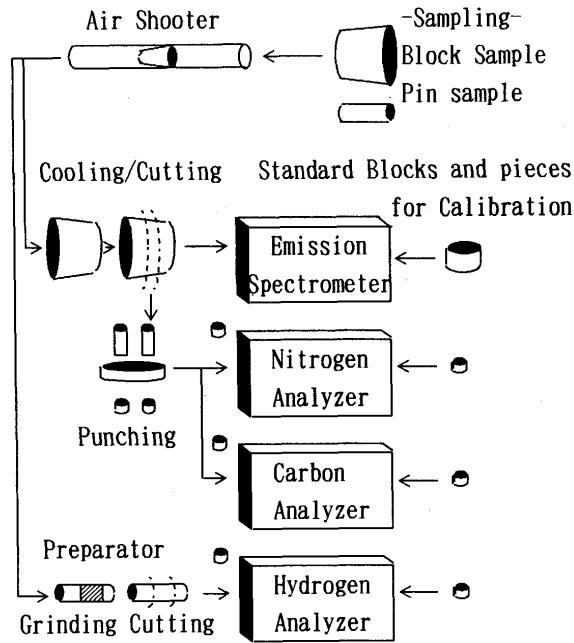 Air Shooter
-Sampling-
Block Sample
Pin sample
Cooling/Cutting
Standard Blocks and pieces
for Calibration
Emission
Spectrometer
Nitrogen
Analyzer
Punching
Carbon
Analyzer
Preparator
Hydrogen
Analyzer
Grinding Cutting